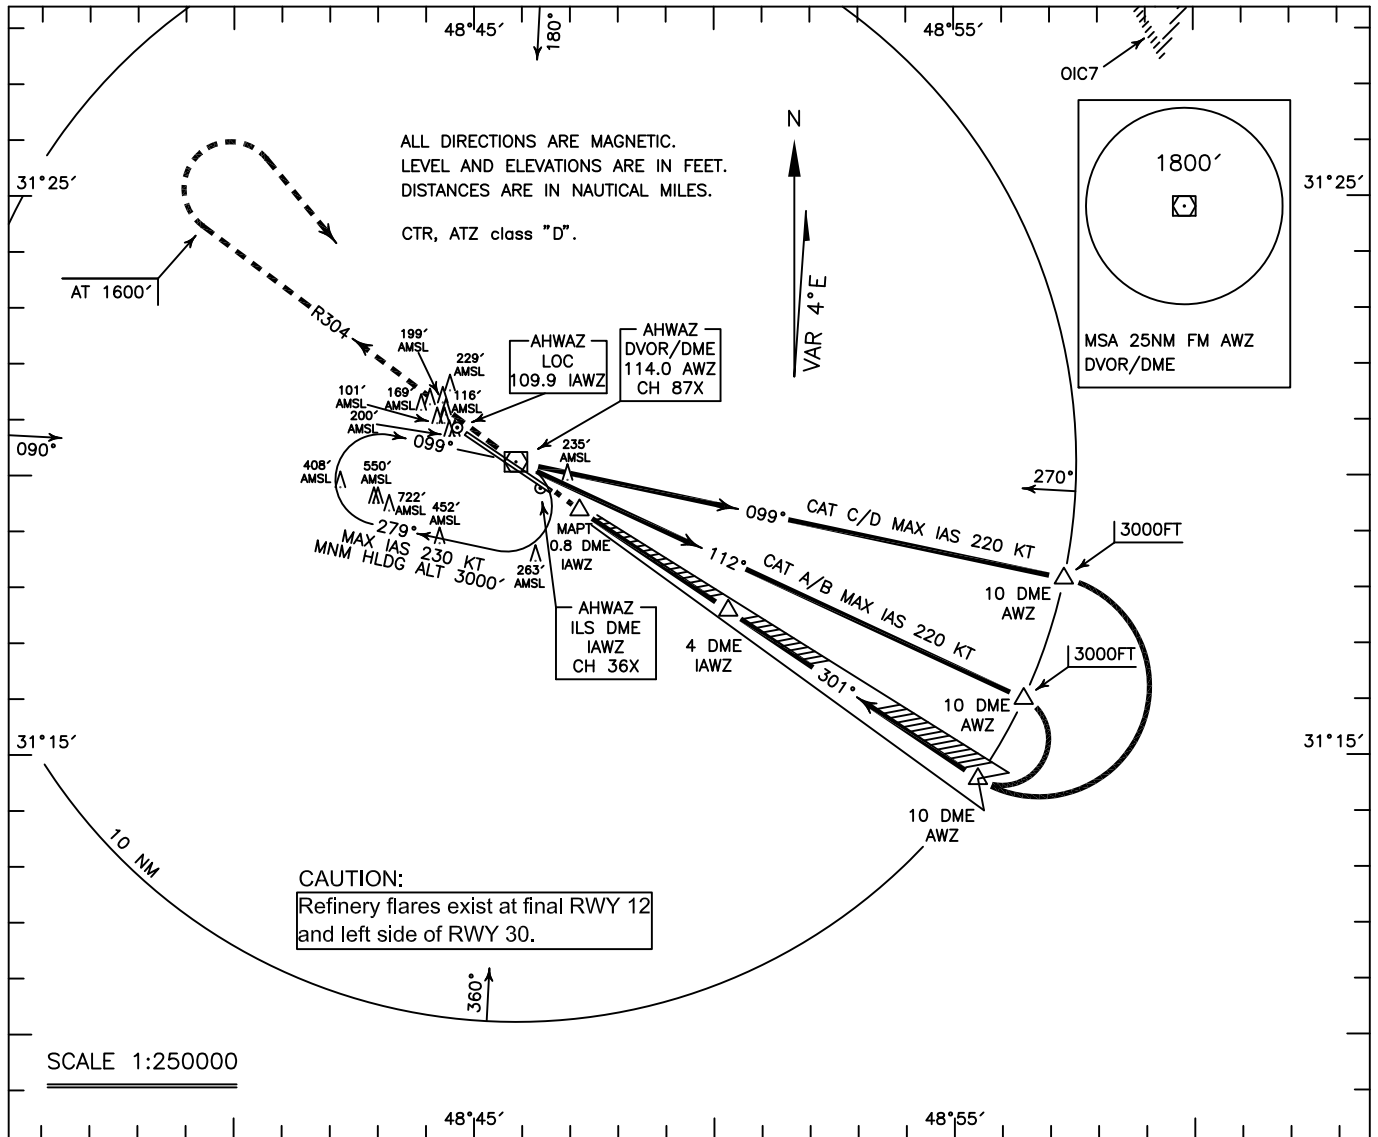 48°45′
180°
48°55′
OIC7
N
ALL DIRECTIONS ARE MAGNETIC.
LEVEL AND ELEVATIONS ARE IN FEET.
DISTANCES ARE IN NAUTICAL MILES.
CTR, ATZ class "D".
1800′
MSA 25NM FM AWZ
DVOR/DME
31°25′
31°25′
VAR 4°E
AT 1600′
R304
199′
AMSL
229′
AMSL
AHWAZ
LOC
109.9 IAWZ
AHWAZ
DVOR/DME
114.0 AWZ
CH 87X
101′
AMSL
169′
AMSL
116′
AMSL
200′
AMSL
090°
099°
235′
AMSL
408′
AMSL
550′
722′
AMSL
452′
AMSL
279°
MAX IAS 230 KT
MNM HLDG ALT 3000′
263′
AMSL
MAPT
0.8 DME
IAWZ
270°
099°
CAT C/D MAX IAS 220 KT
3000FT
10 DME
AWZ
112°
CAT A/B MAX IAS 220 KT
3000FT
10 DME
AWZ
AHWAZ
ILS DME
IAWZ
CH 36X
4 DME
IAWZ
301°
31°15′
31°15′
10 DME
AWZ
10 NM
CAUTION:
Refinery flares exist at final RWY 12
and left side of RWY 30.
360°
SCALE 1:250000
48°45′
48°55′